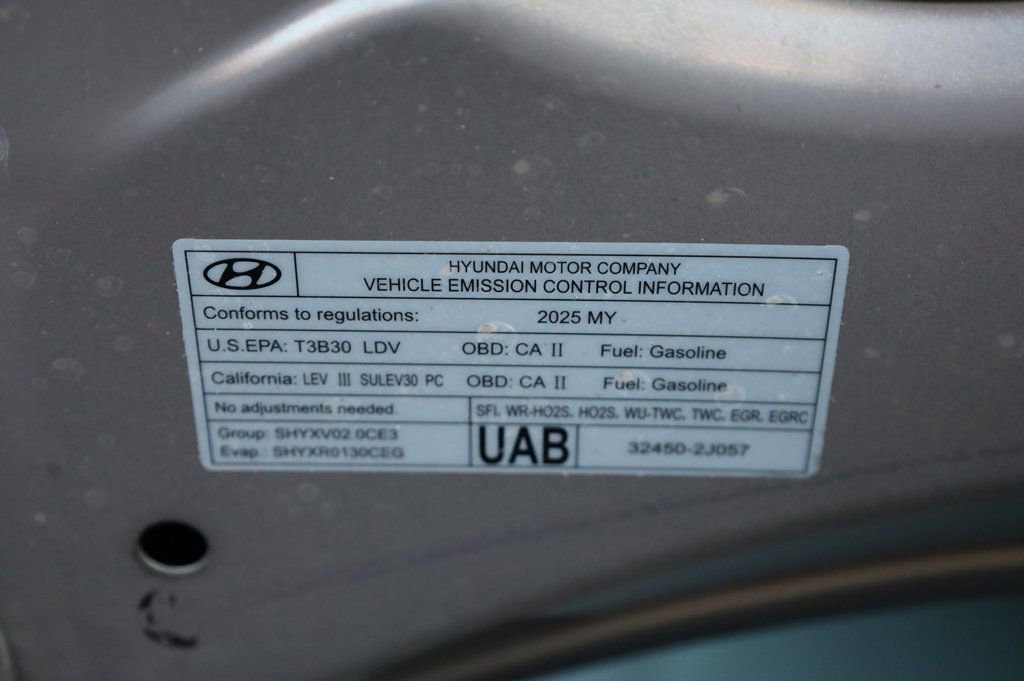 HYUNDAI MOTOR COMPANY
VEHICLE EMISSION CONTROL INFORMATION
Conforms to regulations: 2025 MY
U.S.EPA: T3B30 LDV OBD: CA II Fuel: Gasoline
California: LEV III SULEV30 PC OBD: CA II Fuel: Gasoline
No adjustments needed. SFI, WR-HO2S, HO2S, WU-TWC, TWC, EGR, EGRC
Group: SHYXV02.0CE3
Evap.: SHYXR0130CEG
UAB
32450-2J057